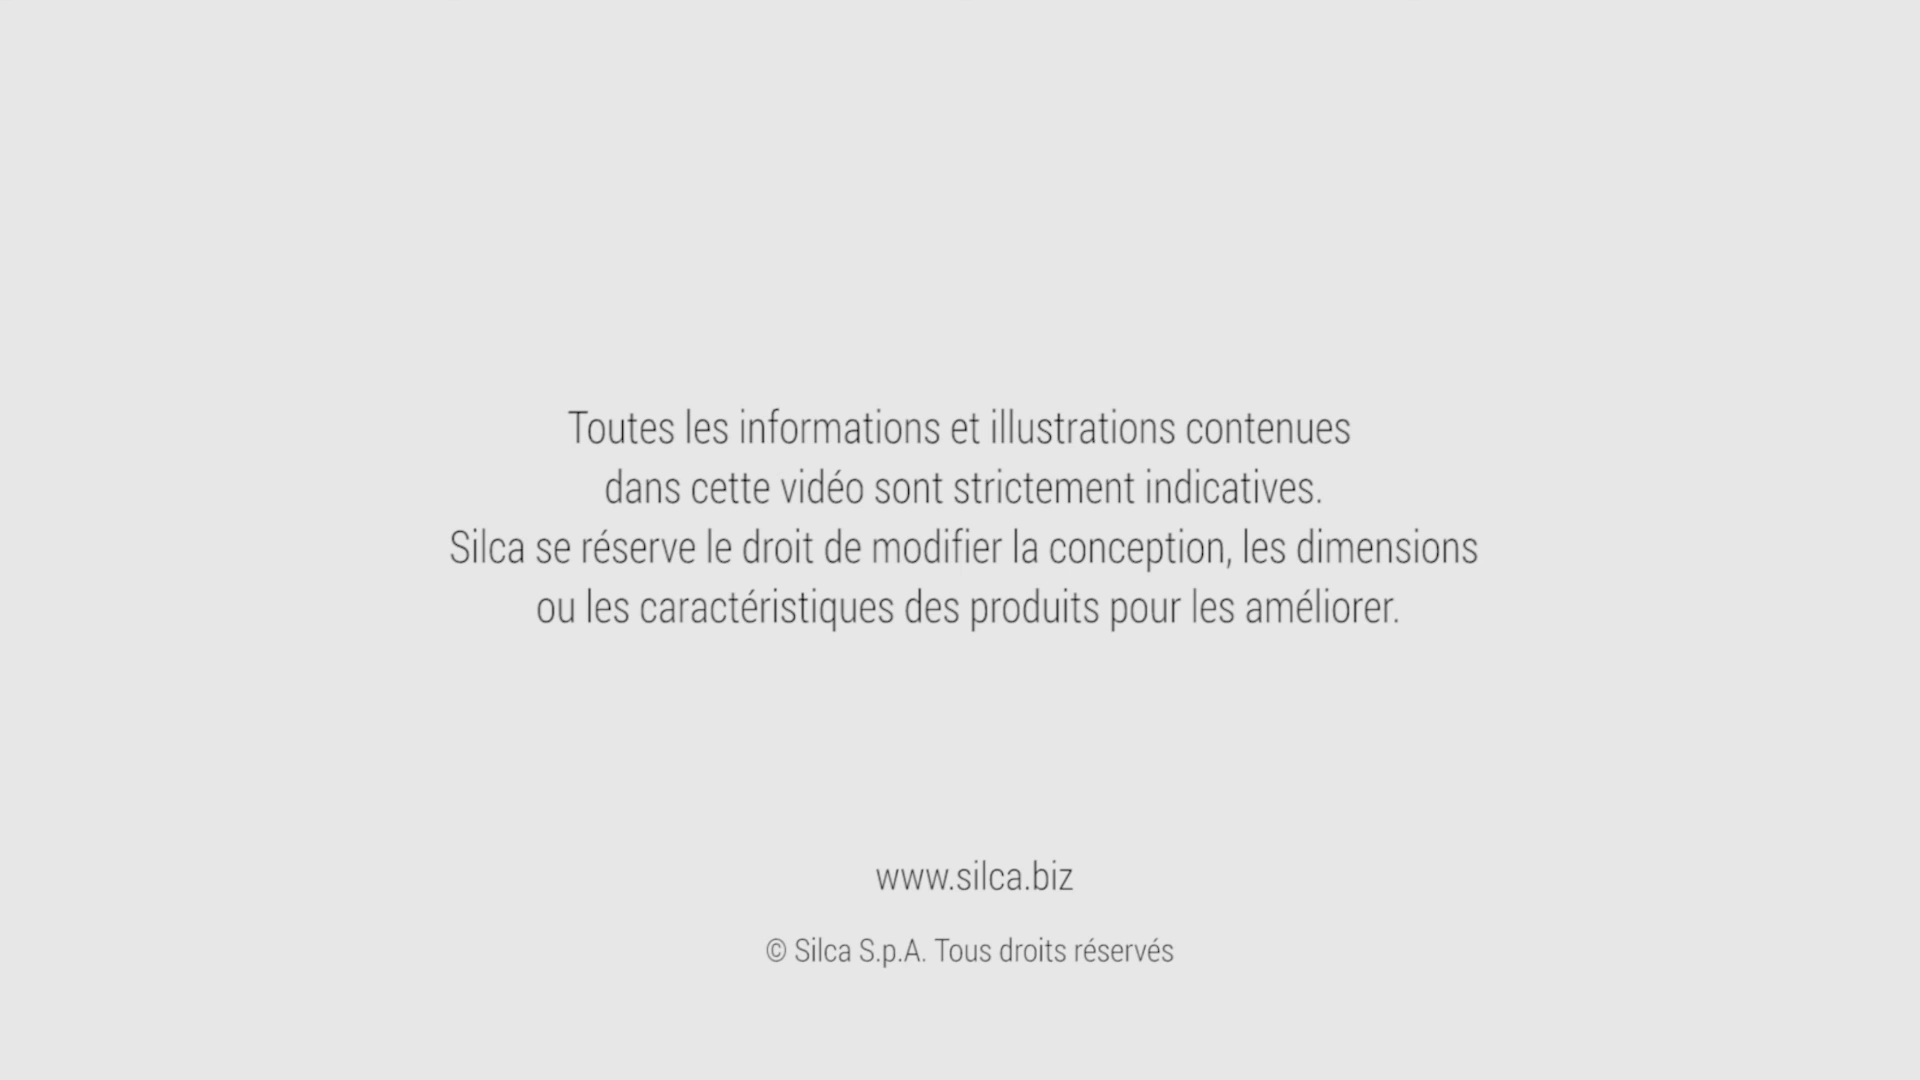 Toutes les informations et illustrations contenues
dans cette vidéo sont strictement indicatives.
Silca se réserve le droit de modifier la conception, les dimensions
ou les caractéristiques des produits pour les améliorer.
www.silca.biz
© Silca S.p.A. Tous droits réservés